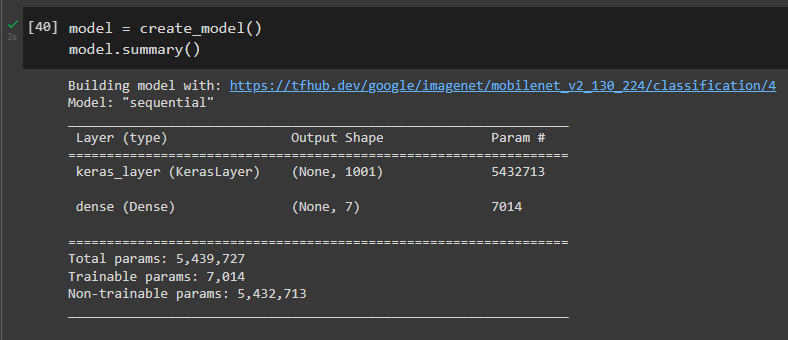 [40] model = create_model()
3s model.summary()
Building model with: https://tfhub.dev/google/imagenet/mobilenet_v2_130_224/classification/4
Model: "sequential"
Layer (type) Output Shape Param #
keras_layer (KerasLayer) (None, 1001) 5432713
dense (Dense) (None, 7) 7014
Total params: 5,439,727
Trainable params: 7,014
Non-trainable params: 5,432,713